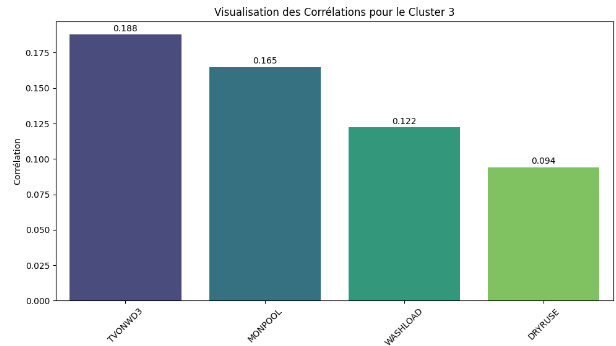 Visualisation des Corrélations pour le Cluster 3
Corrélation
0.175
0.150
0.125
0.100
0.075
0.050
0.025
0.000
0.188
0.165
0.122
0.094
TVONWD3
MONPOOL
WASHLOAD
DRYRUSE